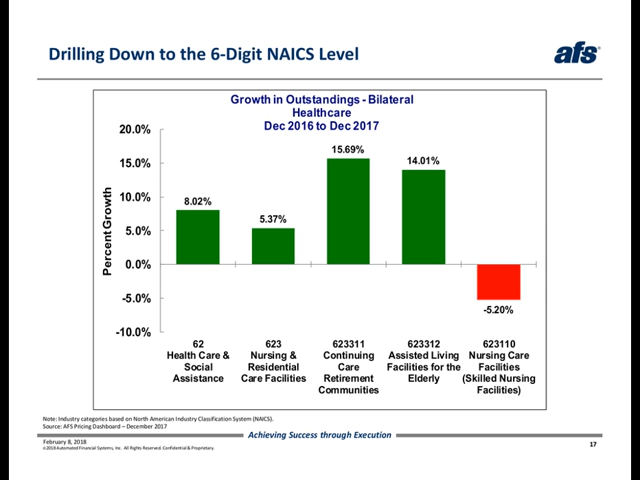 Drilling Down to the 6-Digit NAICS Level
afs
Growth in Outstandings - Bilateral
Healthcare
Dec 2016 to Dec 2017
Percent Growth
20.0%
15.0%
10.0%
5.0%
0.0%
-5.0%
-10.0%
8.02%
5.37%
15.69%
14.01%
-5.20%
62
Health Care &
Social
Assistance
623
Nursing &
Residential
Care Facilities
623311
Continuing
Care
Retirement
Communities
623312
Assisted Living
Facilities for the
Elderly
623110
Nursing Care
Facilities
(Skilled Nursing
Facilities)
Note: Industry categories based on North American Industry Classification System (NAICS).
Source: AFS Pricing Dashboard – December 2017
Achieving Success through Execution
February 8, 2018
©2018 Automated Financial Systems, Inc. All Rights Reserved. Confidential & Proprietary.
17